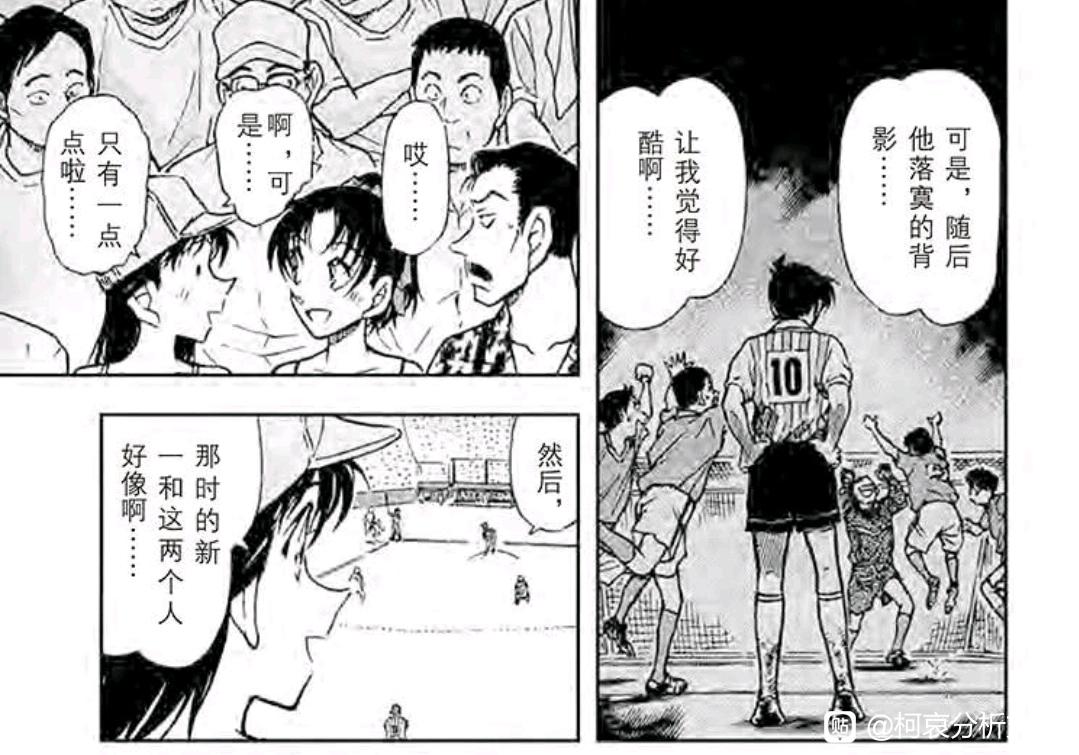 可是，随后
他落寞的背
影……
让我觉得好
酷啊……
10
哎……
啊，可
是……
只有一点
点啦……
然后，
那时的新
一和这两个人
好像啊……
贴 @柯哀分析